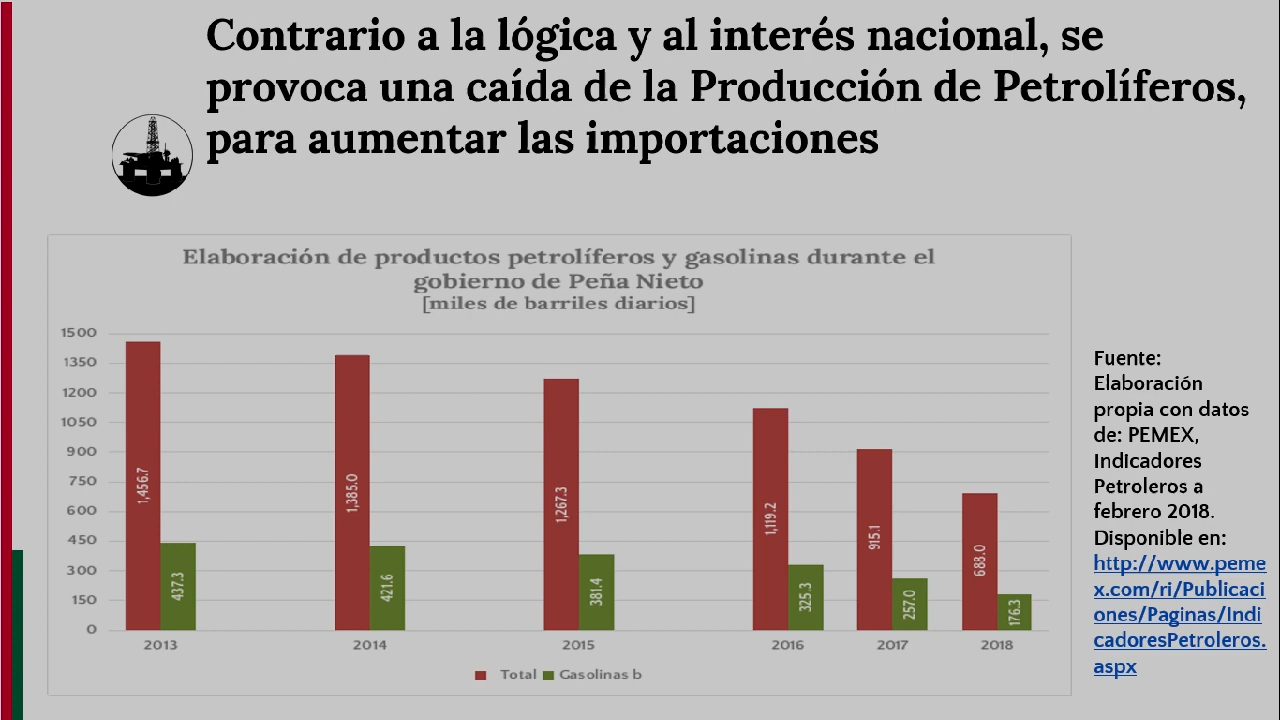 Contrario a la lógica y al interés nacional, se
provoca una caída de la Producción de Petrolíferos,
para aumentar las importaciones
Elaboración de productos petrolíferos y gasolinas durante el
gobierno de Peña Nieto
[miles de barriles diarios]
1500
1350
1200
1050
900
750
600
450
300
150
0
1,456.7
437.3
1,385.0
421.6
1,267.3
381.4
1,119.2
325.3
915.1
257.0
688.0
176.3
2013
2014
2015
2016
2017
2018
Total
Gasolinas b
Fuente:
Elaboración
propia con datos
de: PEMEX,
Indicadores
Petroleros a
febrero 2018.
Disponible en:
http://www.peme
x.com/ri/Publicaci
ones/Paginas/Indi
cadoresPetroleros.
aspx